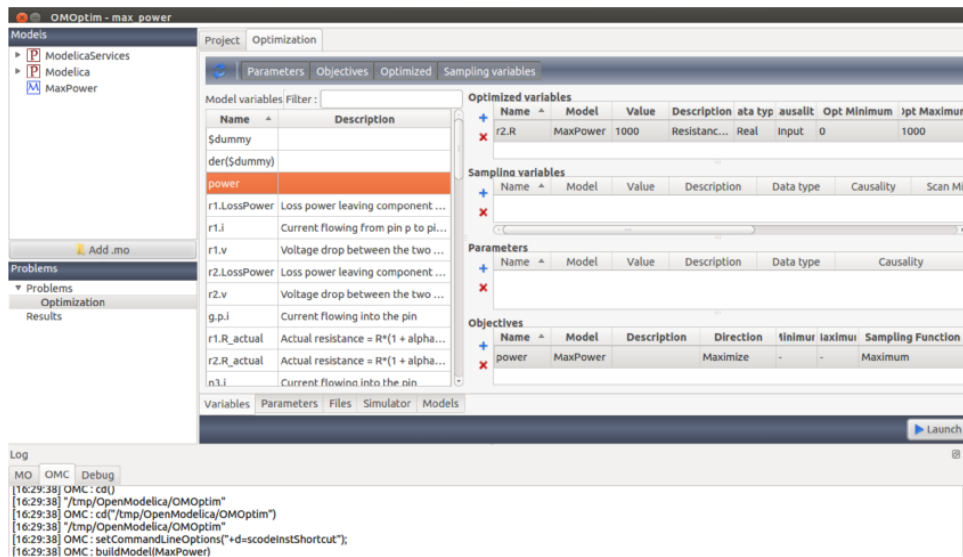 OMOptim - max_power
Models
ModelicaServices
Modelica
MaxPower
Add .mo
Problems
Problems
Optimization
Results
Project Optimization
Parameters Objectives Optimized Sampling variables
Model variables Filter :
Name Description
$dummy
der($dummy)
power
r1.LossPower Loss power leaving component ...
r1.i Current flowing from pin p to pi...
r1.v Voltage drop between the two ...
r2.LossPower Loss power leaving component ...
r2.v Voltage drop between the two ...
g.p.i Current flowing into the pin
r1.R_actual Actual resistance = R*(1 + alpha...
r2.R_actual Actual resistance = R*(1 + alpha...
n3.i Current flowing into the pin
Optimized variables
Name Model Value Description ata typ ausalit Opt Minimum Opt Maximum
r2.R MaxPower 1000 Resistanc... Real Input 0 1000
Sampling variables
Name Model Value Description Data type Causality Scan Mi
Parameters
Name Model Value Description Data type Causality
Objectives
Name Model Description Direction Minimur laximur Sampling Function
power MaxPower Maximize - - Maximum
Variables Parameters Files Simulator Models
Launch
Log
MO OMC Debug
[16:29:38] OMC : cd()
[16:29:38] "/tmp/OpenModelica/OMOptim"
[16:29:38] OMC : cd("/tmp/OpenModelica/OMOptim")
[16:29:38] "/tmp/OpenModelica/OMOptim"
[16:29:38] OMC : setCommandLineOptions("+d=scodeInstShortcut");
[16:29:38] OMC : buildModel(MaxPower)